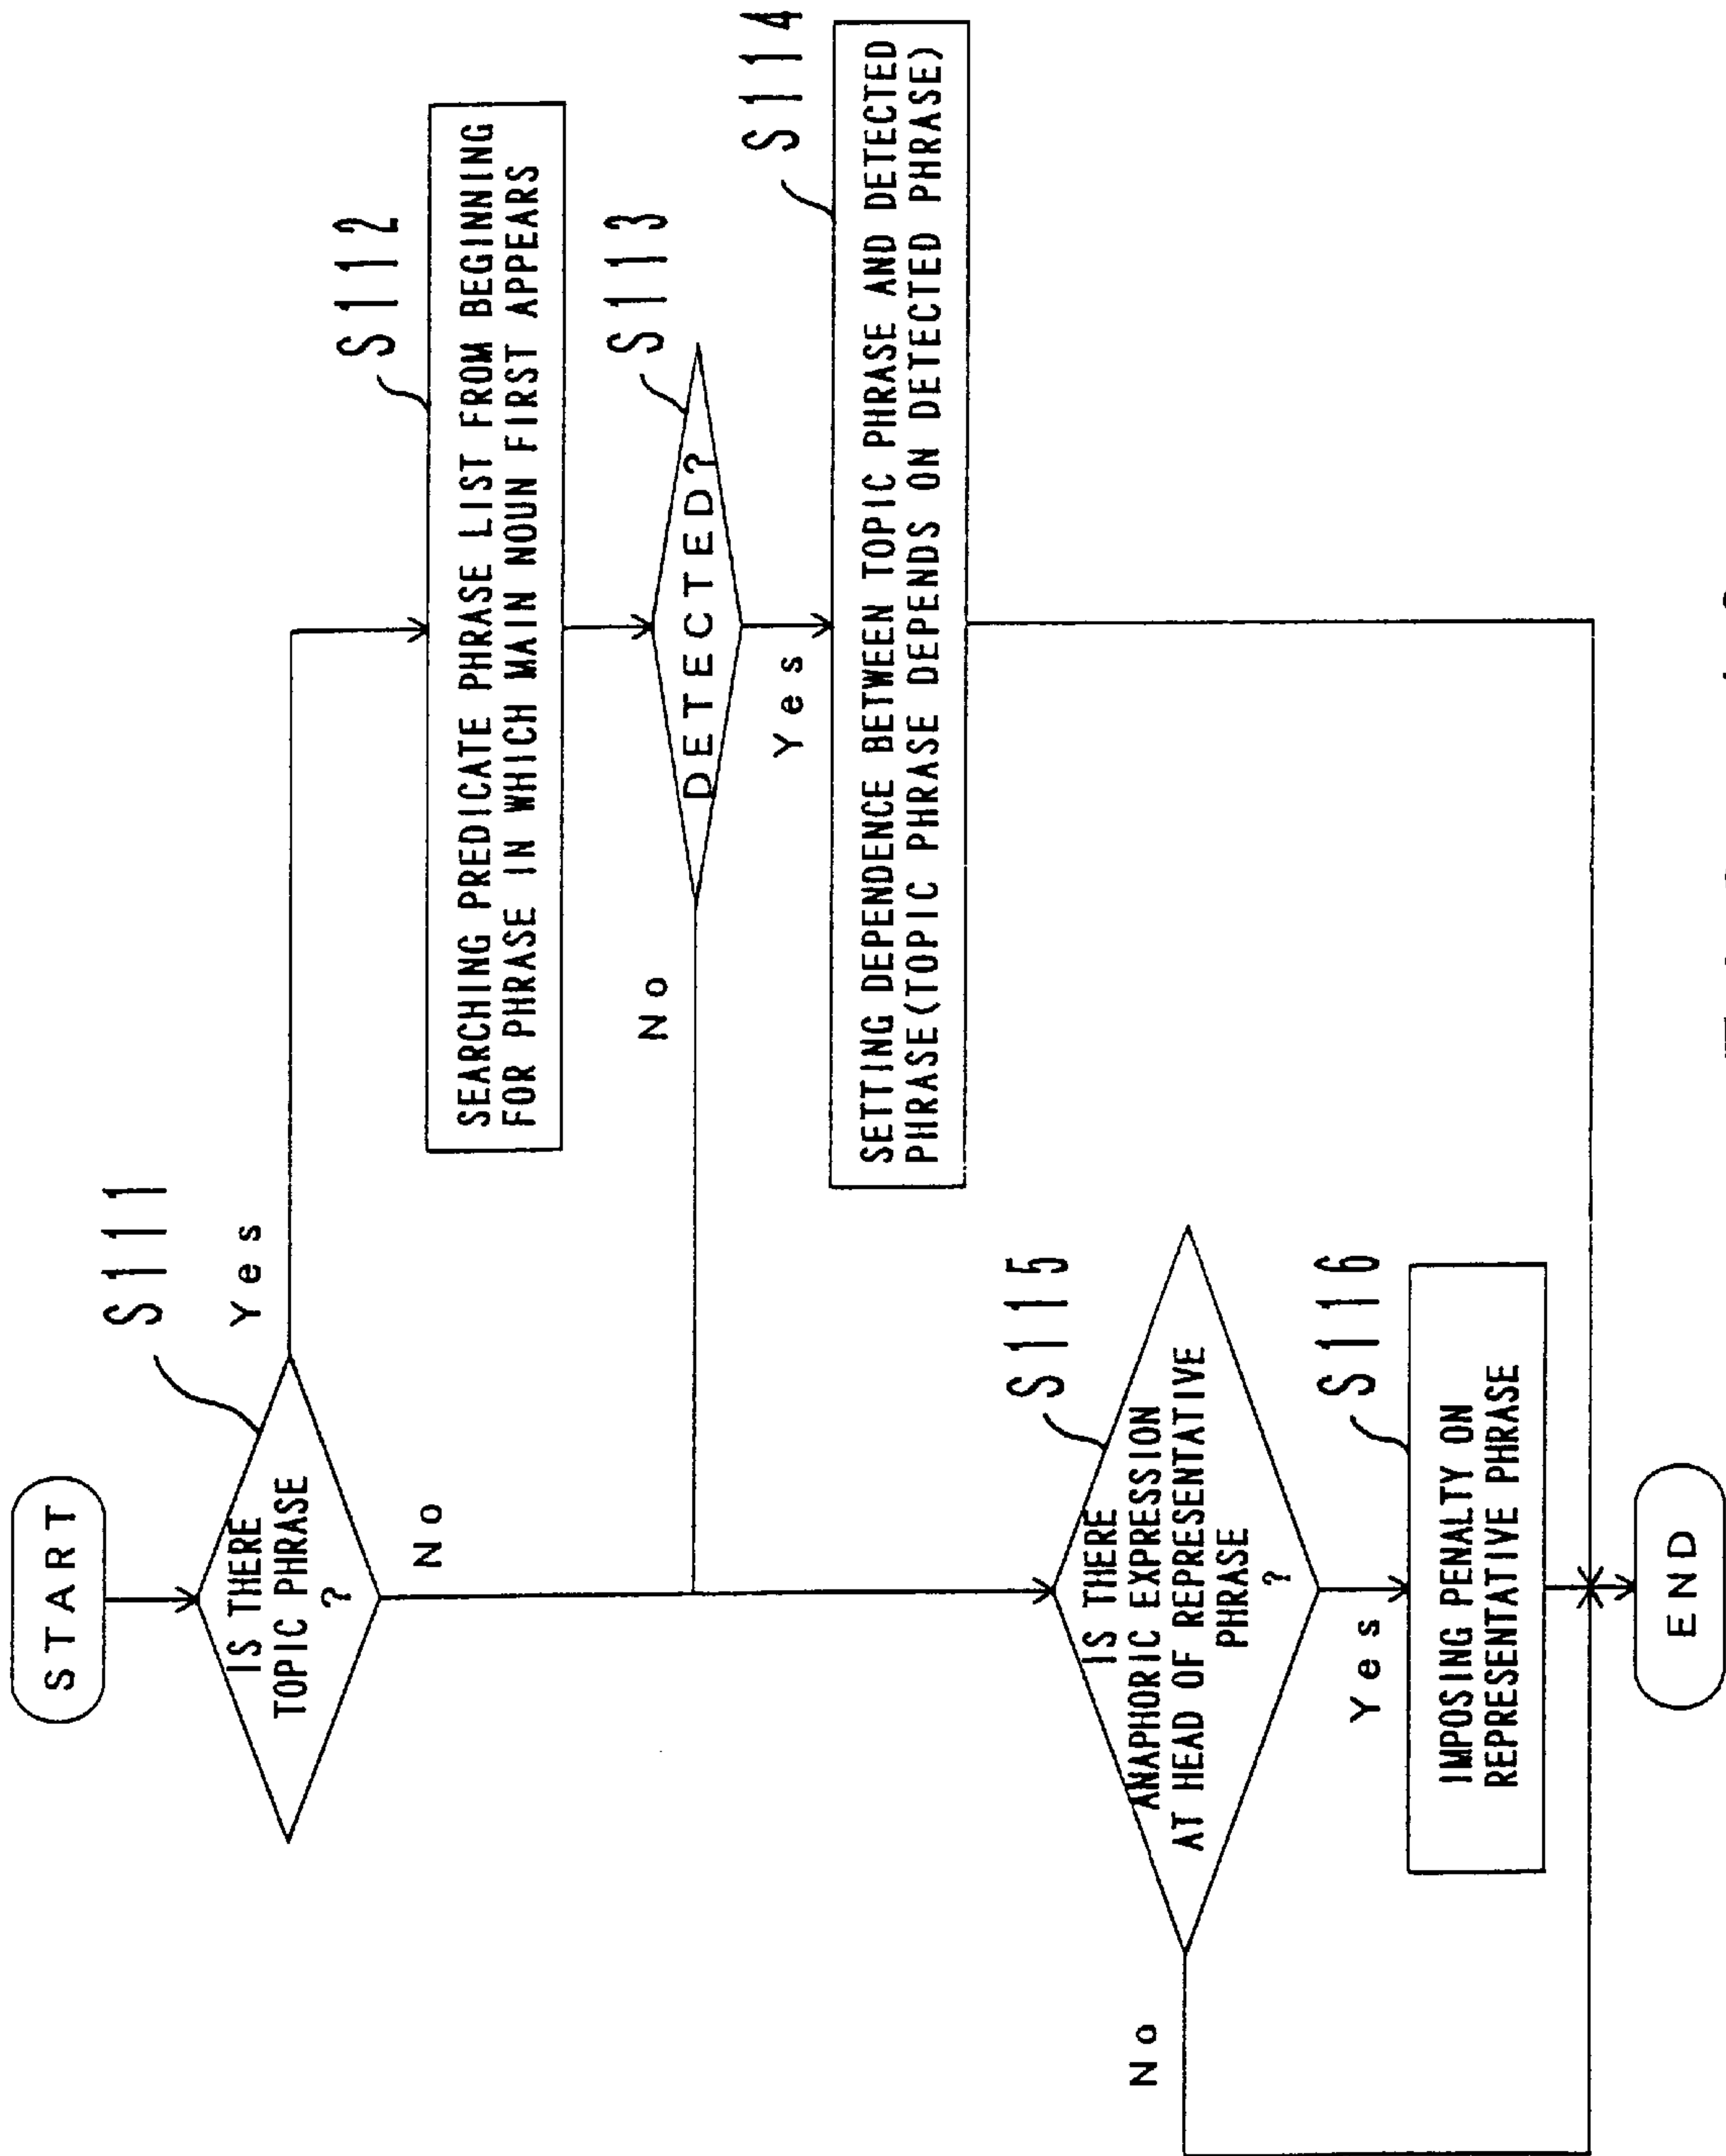 START
S111
IS THERE
TOPIC PHRASE
?
Yes
No
S112
SEARCHING PREDICATE PHRASE LIST FROM BEGINNING
FOR PHRASE IN WHICH MAIN NOUN FIRST APPEARS
S113
DETECTED?
No
Yes
S114
SETTING DEPENDENCE BETWEEN TOPIC PHRASE AND DETECTED
PHRASE(TOPIC PHRASE DEPENDS ON DETECTED PHRASE)
S115
IS THERE
ANAPHORIC EXPRESSION
AT HEAD OF REPRESENTATIVE
PHRASE
?
No
Yes
S116
IMPOSING PENALTY ON
REPRESENTATIVE PHRASE
END